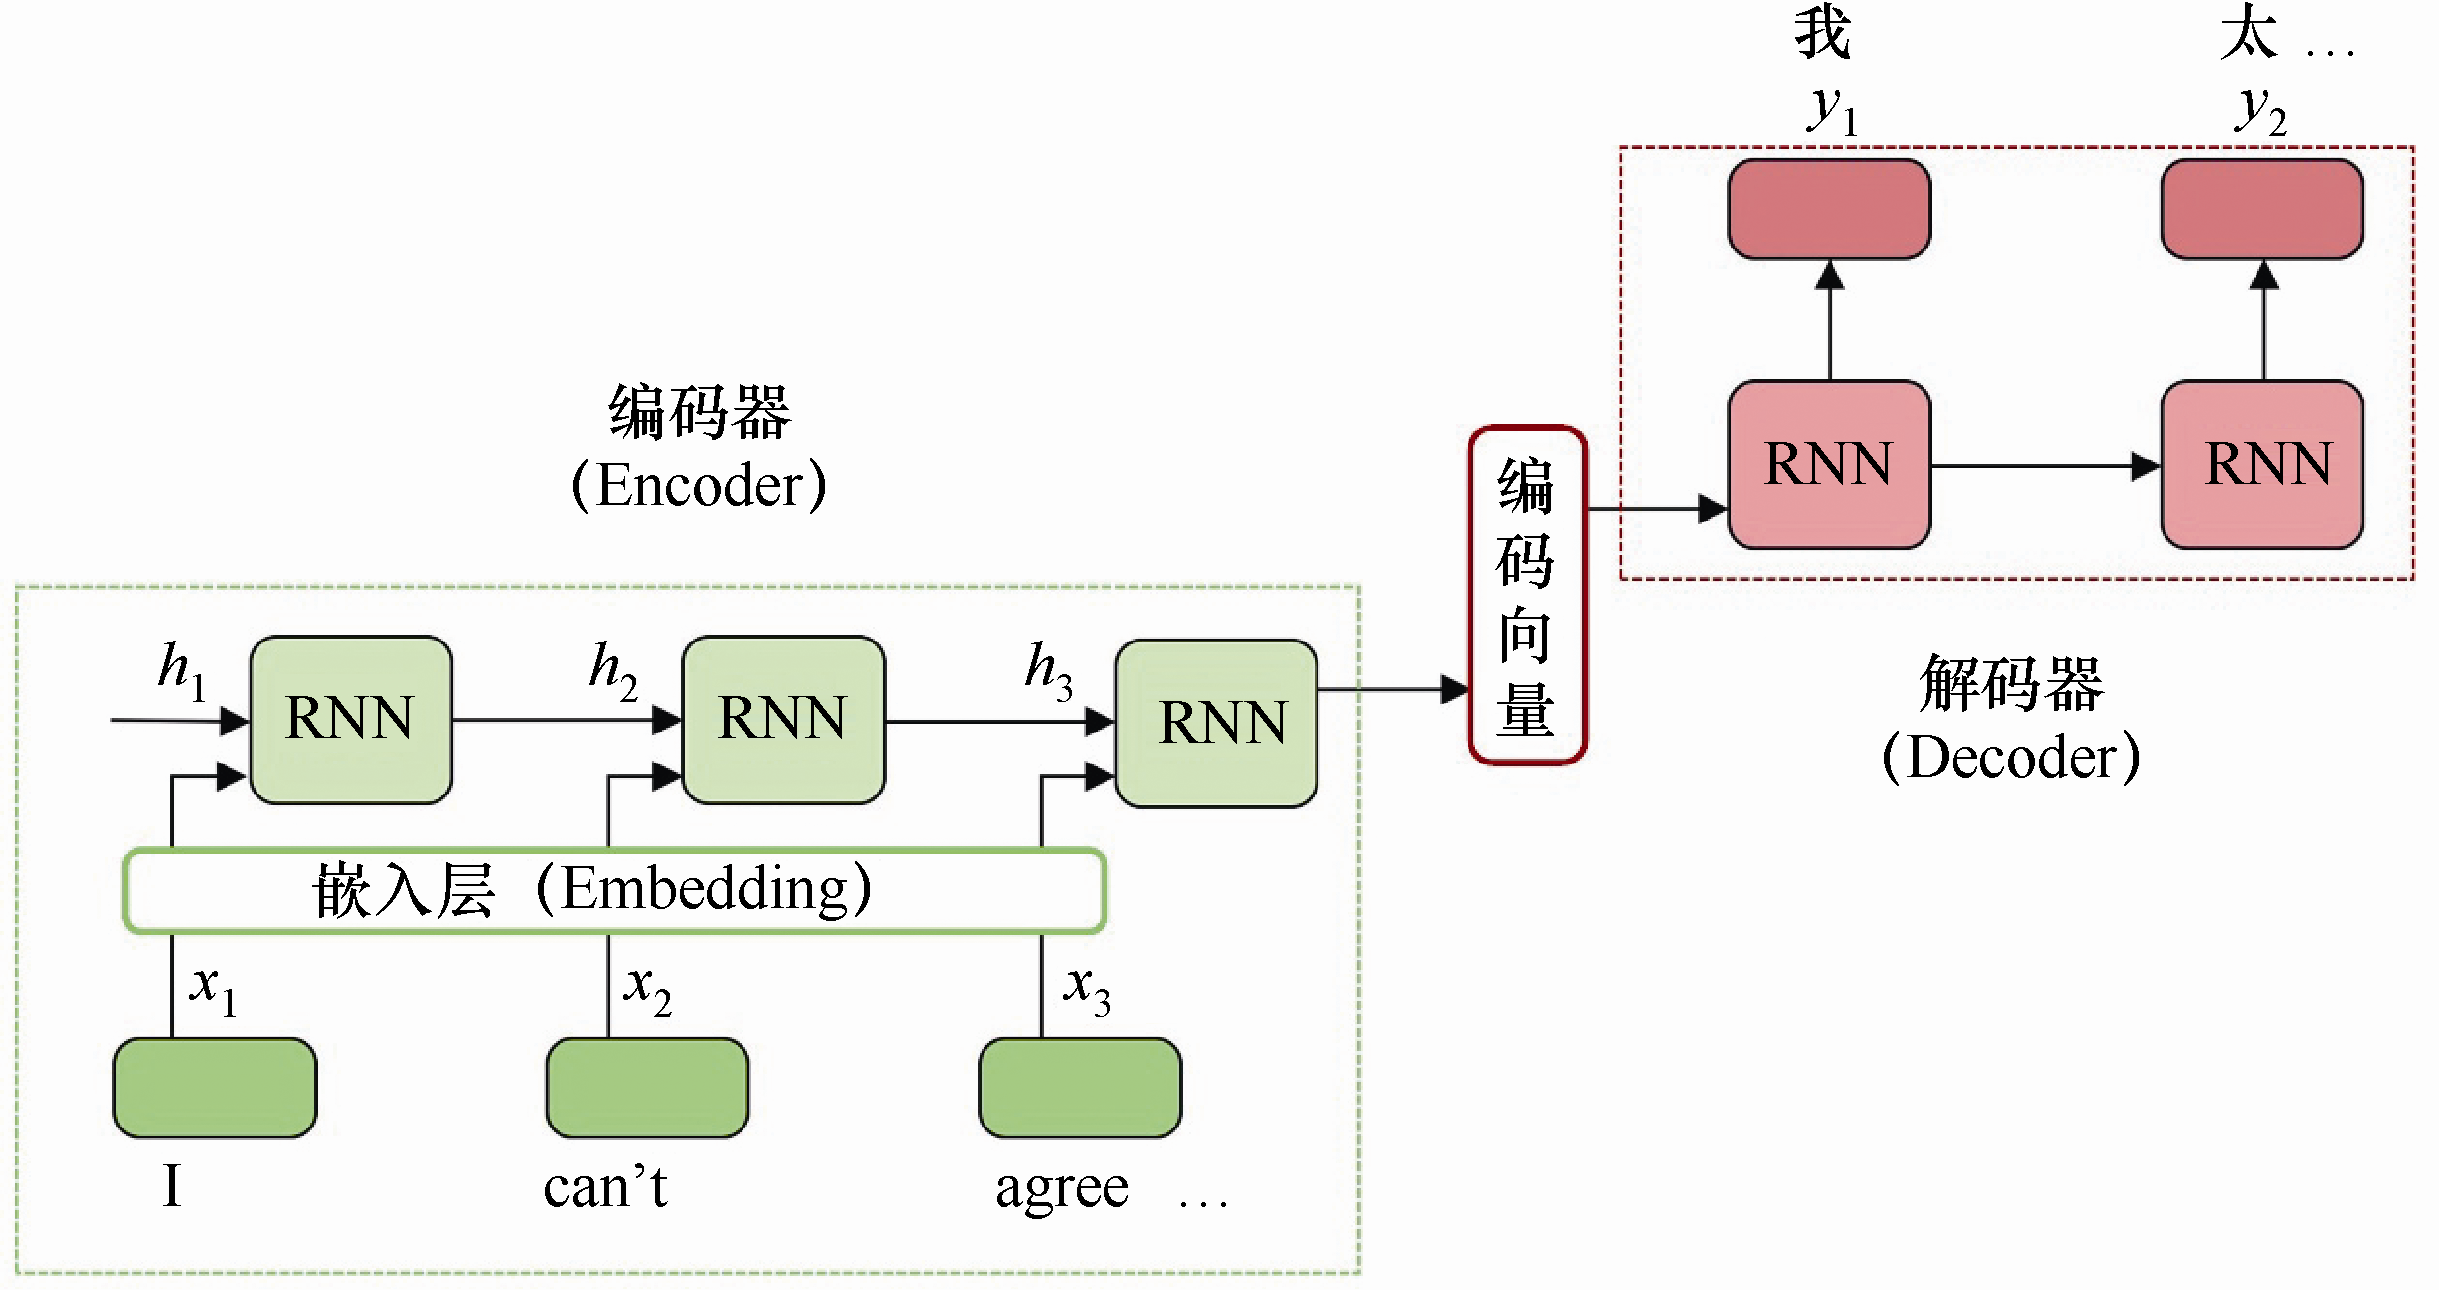 我 太 …
y1 y2
编码器
(Encoder)
RNN RNN
编码向量
h1 RNN h2 RNN h3 RNN
解码器
(Decoder)
嵌入层 (Embedding)
x1 x2 x3
I can’t agree …